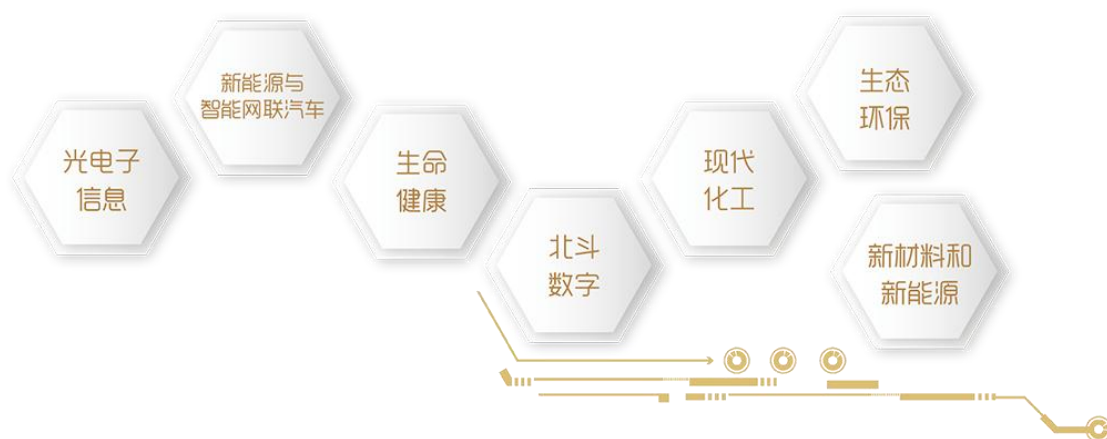 光电子
信息
新能源与
智能网联汽车
生命
健康
北斗
数字
现代
化工
生态
环保
新材料和
新能源